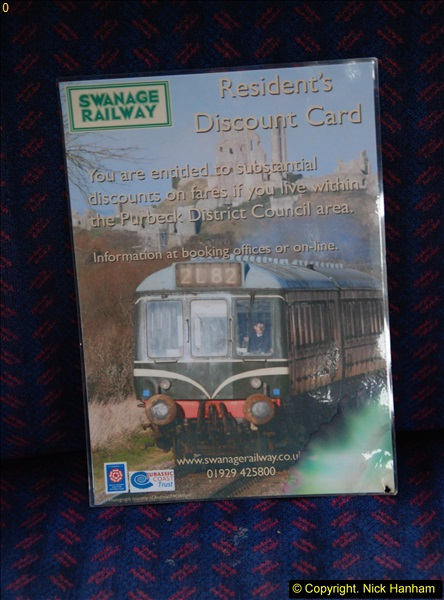 0
SWANAGE
RAILWAY
Resident's
Discount Card
You are entitled to substantial
discounts on fares if you live within
the Purbeck District Council area.
Information at booking offices or on-line.
2L82
www.swanagerailway.co.u
01929 425800
JURASSIC
COAST
Trust
© Copyright. Nick Hanham